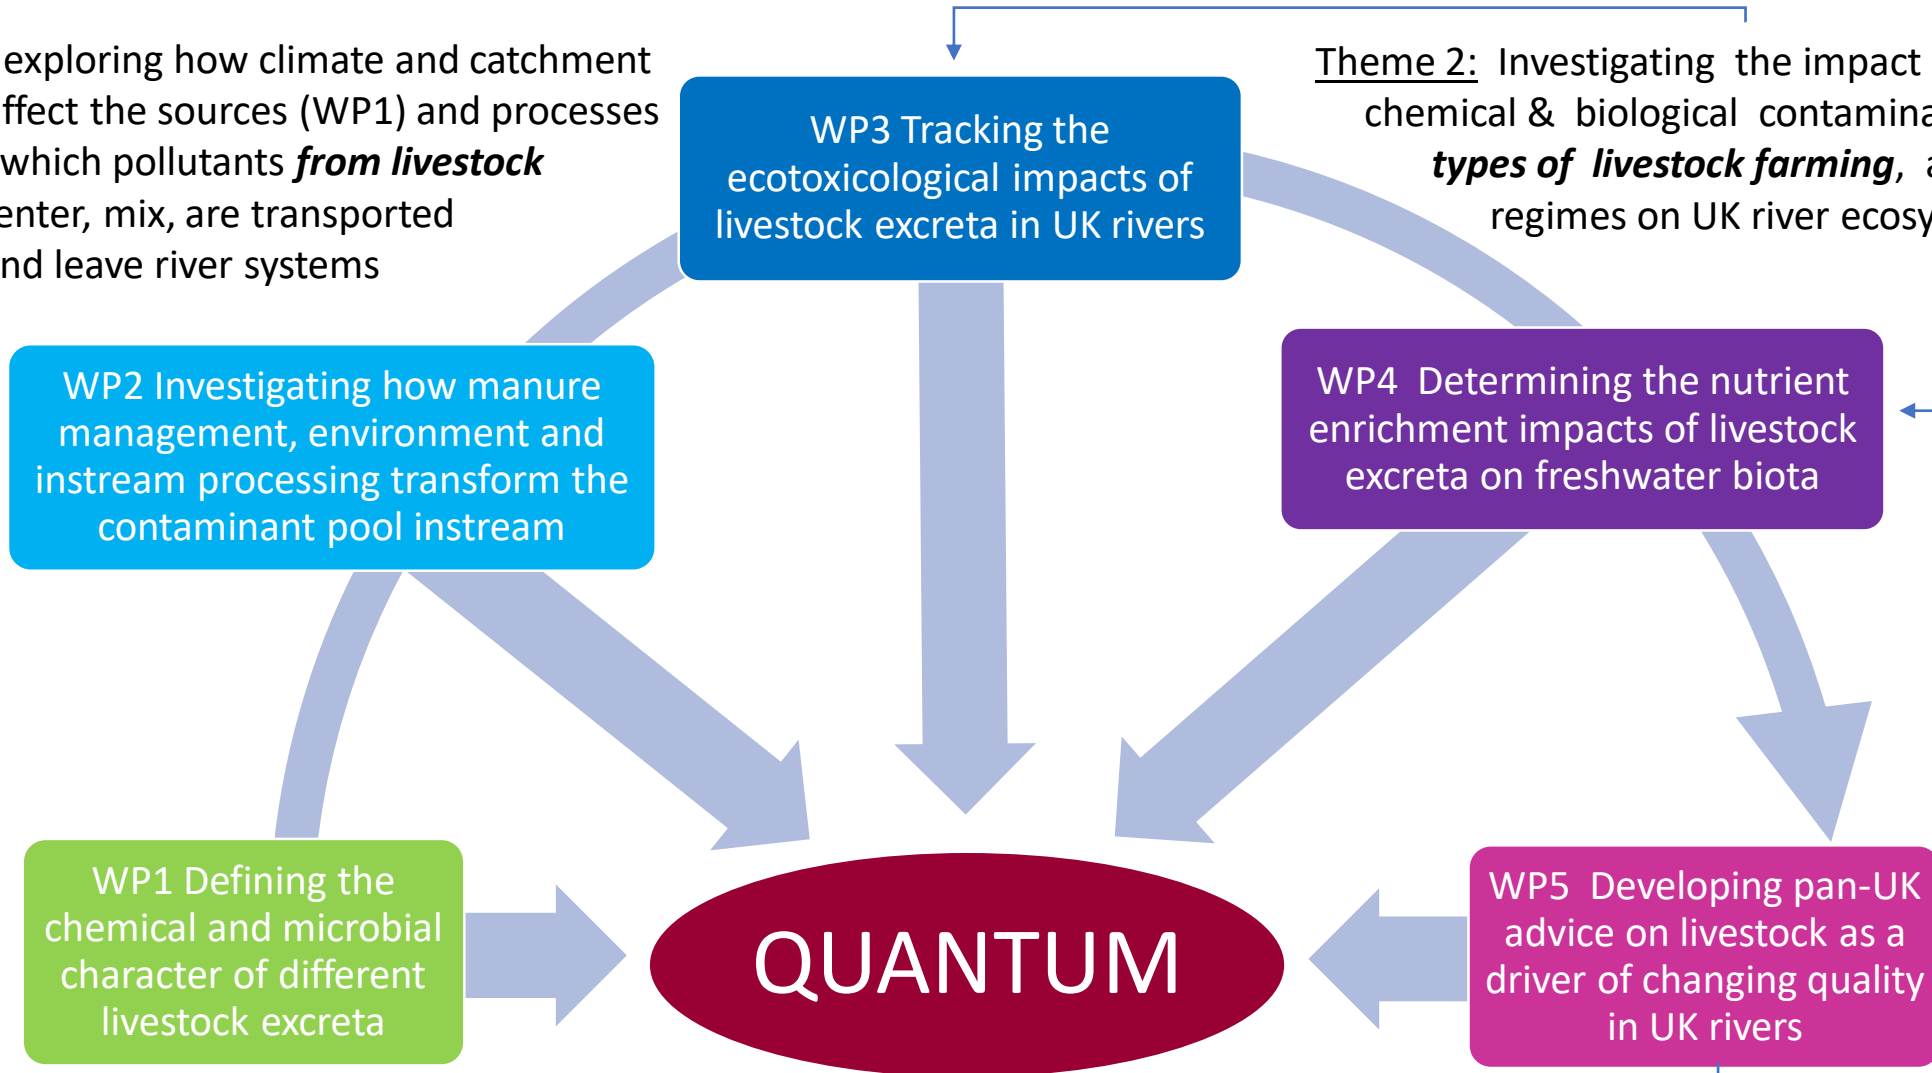 exploring how climate and catchment
ffect the sources (WP1) and processes
which pollutants from livestock
enter, mix, are transported
nd leave river systems
Theme 2: Investigating the impact
chemical & biological contamina
types of livestock farming, a
regimes on UK river ecosy
WP3 Tracking the
ecotoxicological impacts of
livestock excreta in UK rivers
WP2 Investigating how manure
management, environment and
instream processing transform the
contaminant pool instream
WP4 Determining the nutrient
enrichment impacts of livestock
excreta on freshwater biota
WP1 Defining the
chemical and microbial
character of different
livestock excreta
QUANTUM
WP5 Developing pan-UK
advice on livestock as a
driver of changing quality
in UK rivers